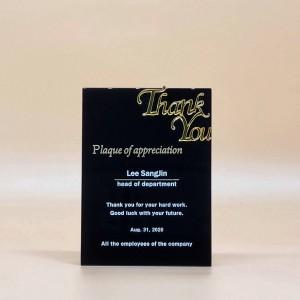 Thank
You
Plaque of appreciation
Lee SangJin
head of department
Thank you for your hard work.
Good luck with your future.
Aug. 31, 2020
All the employees of the company